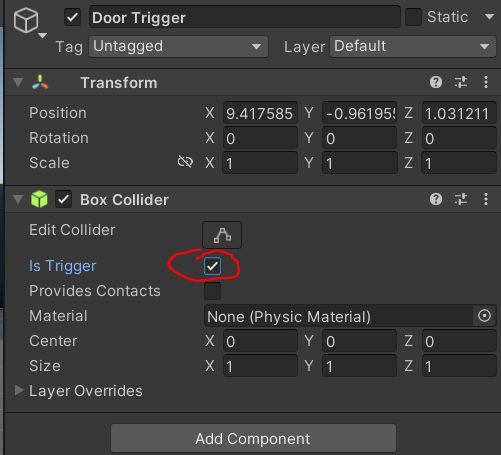 Door Trigger Static
Tag Untagged Layer Default
Transform
Position X 9.417585 Y -0.961955 Z 1.031211
Rotation X 0 Y 0 Z 0
Scale X 1 Y 1 Z 1
Box Collider
Edit Collider
Is Trigger
Provides Contacts
Material None (Physic Material)
Center X 0 Y 0 Z 0
Size X 1 Y 1 Z 1
Layer Overrides
Add Component